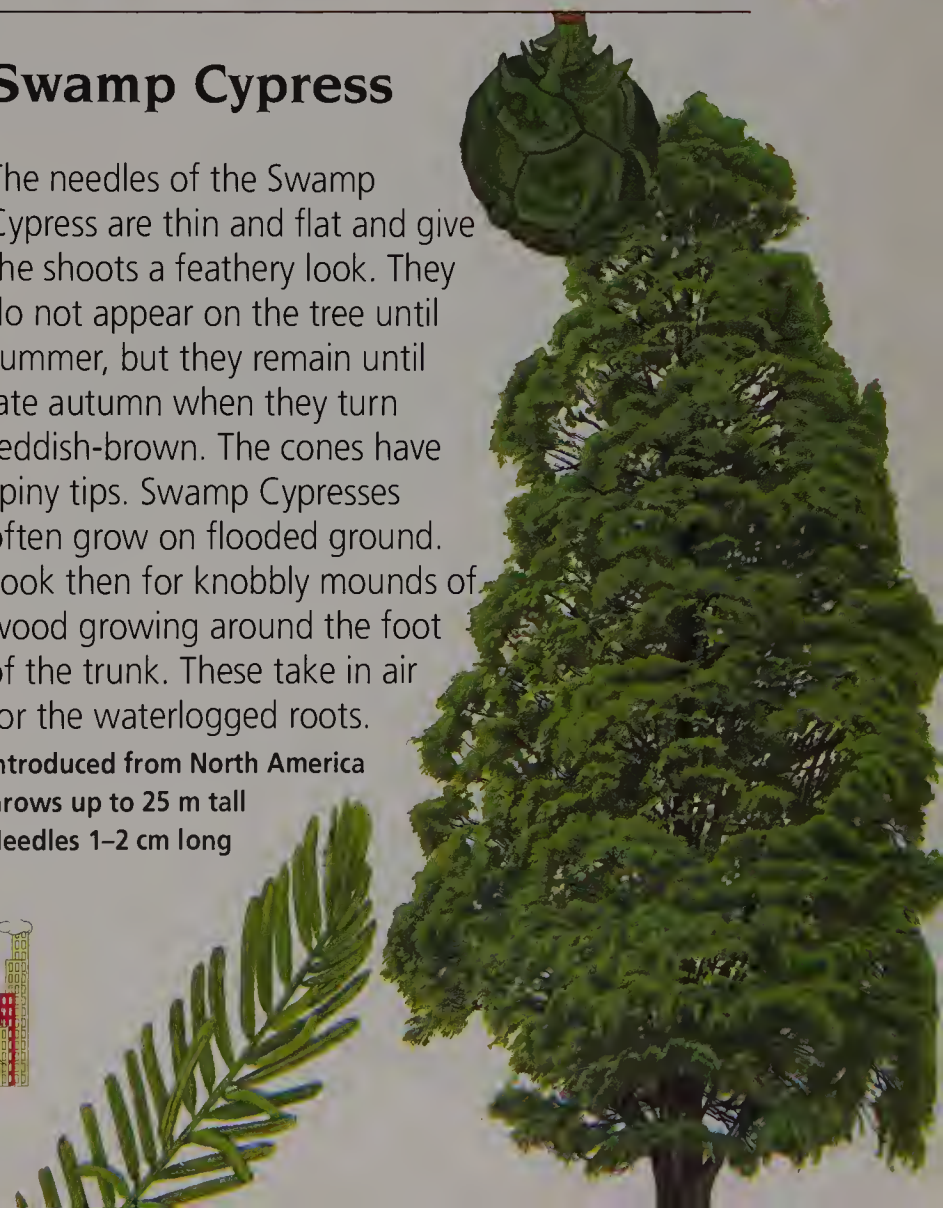 Swamp Cypress
he needles of the Swamp
Cypress are thin and flat and give
he shoots a feathery look. They
do not appear on the tree until
ummer, but they remain until
ate autumn when they turn
eddish-brown. The cones have
piny tips. Swamp Cypresses
often grow on flooded ground.
ook then for knobbly mounds of
wood growing around the foot
of the trunk. These take in air
or the waterlogged roots.
ntroduced from North America
rows up to 25 m tall
eedles 1–2 cm long